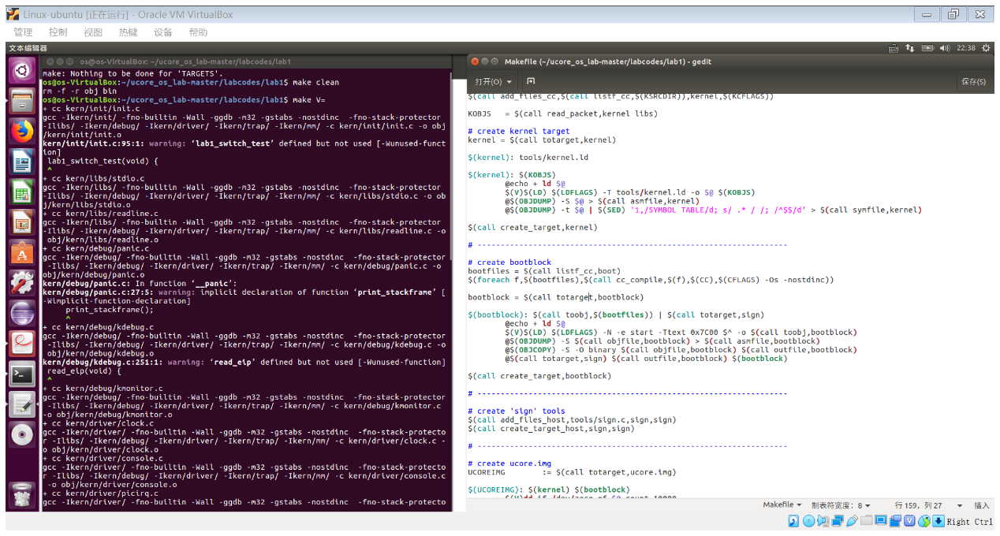 Linux-ubuntu [正在运行] - Oracle VM VirtualBox
管理 控制 视图 热键 设备 帮助
文本编辑器 22:38
os@os-VirtualBox: ~/ucore_os_lab-master/labcodes/lab1
make: Nothing to be done for 'TARGETS'.
os@os-VirtualBox:~/ucore_os_lab-master/labcodes/lab1$ make clean
rm -f -r obj bin
os@os-VirtualBox:~/ucore_os_lab-master/labcodes/lab1$ make V=
+ cc kern/init/init.c
gcc -Ikern/init/ -fno-builtin -Wall -ggdb -m32 -gstabs -nostdinc  -fno-stack-protector
 -Ilibs/ -Ikern/debug/ -Ikern/driver/ -Ikern/trap/ -Ikern/mm/ -c kern/init/init.c -o obj
/kern/init/init.o
kern/init/init.c:95:1: warning: ‘lab1_switch_test’ defined but not used [-Wunused-funct
ion]
 lab1_switch_test(void) {
 ^
+ cc kern/libs/stdio.c
gcc -Ikern/libs/ -fno-builtin -Wall -ggdb -m32 -gstabs -nostdinc  -fno-stack-protector
 -Ilibs/ -Ikern/debug/ -Ikern/driver/ -Ikern/trap/ -Ikern/mm/ -c kern/libs/stdio.c -o ob
j/kern/libs/stdio.o
+ cc kern/libs/readline.c
gcc -Ikern/libs/ -fno-builtin -Wall -ggdb -m32 -gstabs -nostdinc  -fno-stack-protector
 -Ilibs/ -Ikern/debug/ -Ikern/driver/ -Ikern/trap/ -Ikern/mm/ -c kern/libs/readline.c -o
 obj/kern/libs/readline.o
+ cc kern/debug/panic.c
gcc -Ikern/debug/ -fno-builtin -Wall -ggdb -m32 -gstabs -nostdinc  -fno-stack-protector
 -Ilibs/ -Ikern/debug/ -Ikern/driver/ -Ikern/trap/ -Ikern/mm/ -c kern/debug/panic.c -o
obj/kern/debug/panic.o
kern/debug/panic.c: In function ‘__panic’:
kern/debug/panic.c:27:5: warning: implicit declaration of function ‘print_stackframe’ [
-Wimplicit-function-declaration]
     print_stackframe();
     ^
+ cc kern/debug/kdebug.c
gcc -Ikern/debug/ -fno-builtin -Wall -ggdb -m32 -gstabs -nostdinc  -fno-stack-protector
 -Ilibs/ -Ikern/debug/ -Ikern/driver/ -Ikern/trap/ -Ikern/mm/ -c kern/debug/kdebug.c -o
obj/kern/debug/kdebug.o
kern/debug/kdebug.c:251:1: warning: ‘read_eip’ defined but not used [-Wunused-function]
 read_eip(void) {
 ^
+ cc kern/debug/kmonitor.c
gcc -Ikern/debug/ -fno-builtin -Wall -ggdb -m32 -gstabs -nostdinc  -fno-stack-protector
 -Ilibs/ -Ikern/debug/ -Ikern/driver/ -Ikern/trap/ -Ikern/mm/ -c kern/debug/kmonitor.c
-o obj/kern/debug/kmonitor.o
+ cc kern/driver/clock.c
gcc -Ikern/driver/ -fno-builtin -Wall -ggdb -m32 -gstabs -nostdinc  -fno-stack-protecto
r -Ilibs/ -Ikern/debug/ -Ikern/driver/ -Ikern/trap/ -Ikern/mm/ -c kern/driver/clock.c -
o obj/kern/driver/clock.o
+ cc kern/driver/console.c
gcc -Ikern/driver/ -fno-builtin -Wall -ggdb -m32 -gstabs -nostdinc  -fno-stack-protecto
r -Ilibs/ -Ikern/debug/ -Ikern/driver/ -Ikern/trap/ -Ikern/mm/ -c kern/driver/console.c
 -o obj/kern/driver/console.o
+ cc kern/driver/picirq.c
gcc -Ikern/driver/ -fno-builtin -Wall -ggdb -m32 -gstabs -nostdinc  -fno-stack-protecto
Makefile (~/ucore_os_lab-master/labcodes/lab1) - gedit
打开(O) 保存(S)
$(call add_files_cc,$(call listf_cc,$(KSRCDIR)),kernel,$(KCFLAGS))
KOBJS   = $(call read_packet,kernel libs)
# create kernel target
kernel = $(call totarget,kernel)
$(kernel): tools/kernel.ld
$(kernel): $(KOBJS)
        @echo + ld $@
        $(V)$(LD) $(LDFLAGS) -T tools/kernel.ld -o $@ $(KOBJS)
        @$(OBJDUMP) -S $@ > $(call asmfile,kernel)
        @$(OBJDUMP) -t $@ | $(SED) '1,/SYMBOL TABLE/d; s/ .* / /; /^$$/d' > $(call symfile,kernel)
$(call create_target,kernel)
# -------------------------------------------------------------------
# create bootblock
bootfiles = $(call listf_cc,boot)
$(foreach f,$(bootfiles),$(call cc_compile,$(f),$(CC),$(CFLAGS) -Os -nostdinc))
bootblock = $(call totarget,bootblock)
$(bootblock): $(call toobj,$(bootfiles)) | $(call totarget,sign)
        @echo + ld $@
        $(V)$(LD) $(LDFLAGS) -N -e start -Ttext 0x7C00 $^ -o $(call toobj,bootblock)
        @$(OBJDUMP) -S $(call objfile,bootblock) > $(call asmfile,bootblock)
        @$(OBJCOPY) -S -O binary $(call objfile,bootblock) $(call outfile,bootblock)
        @$(call totarget,sign) $(call outfile,bootblock) $(bootblock)
$(call create_target,bootblock)
# -------------------------------------------------------------------
# create 'sign' tools
$(call add_files_host,tools/sign.c,sign,sign)
$(call create_target_host,sign,sign)
# -------------------------------------------------------------------
# create ucore.img
UCOREIMG        := $(call totarget,ucore.img)
$(UCOREIMG): $(kernel) $(bootblock)
        $(V)dd if=/dev/zero of=$@ count=10000
Makefile 制表符宽度: 8 行 159, 列 27 插入
Right Ctrl